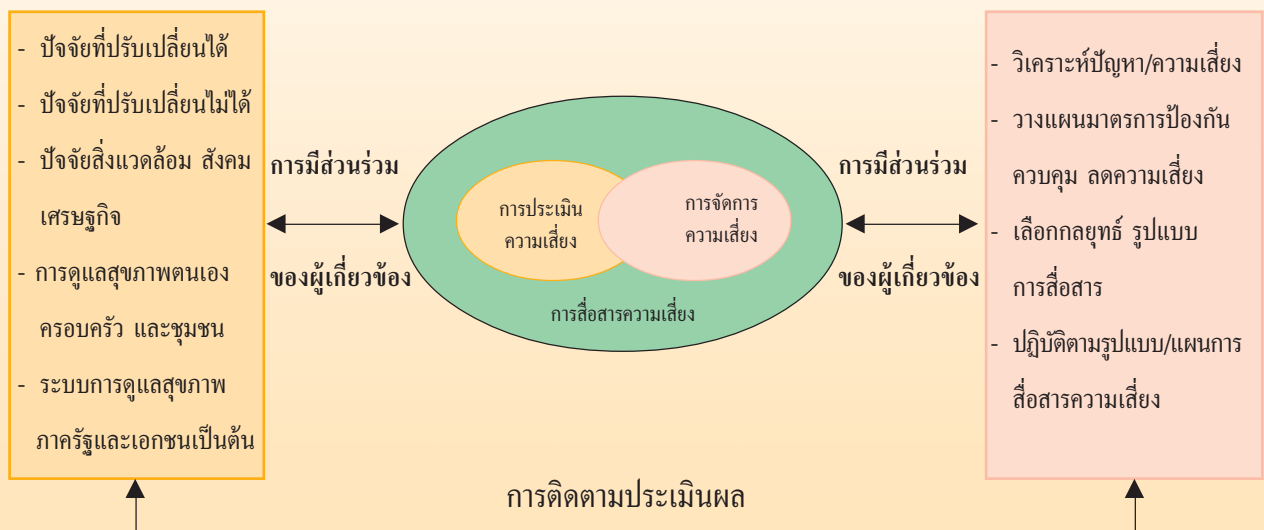 - ปัจจัยที่ปรับเปลี่ยนได้
- ปัจจัยที่ปรับเปลี่ยนไม่ได้
- ปัจจัยสิ่งแวดล้อม สังคม
เศรษฐกิจ
- การดูแลสุขภาพตนเอง
ครอบครัว และชุมชน
- ระบบการดูแลสุขภาพ
ภาครัฐและเอกชนเป็นต้น
การมีส่วนร่วม
ของผู้เกี่ยวข้อง
การประเมิน
ความเสี่ยง
การจัดการ
ความเสี่ยง
การสื่อสารความเสี่ยง
การมีส่วนร่วม
ของผู้เกี่ยวข้อง
- วิเคราะห์ปัญหา/ความเสี่ยง
- วางแผนมาตรการป้องกัน
ควบคุม ลดความเสี่ยง
- เลือกกลยุทธ์ รูปแบบ
การสื่อสาร
- ปฏิบัติตามรูปแบบ/แผนการ
สื่อสารความเสี่ยง
การติดตามประเมินผล